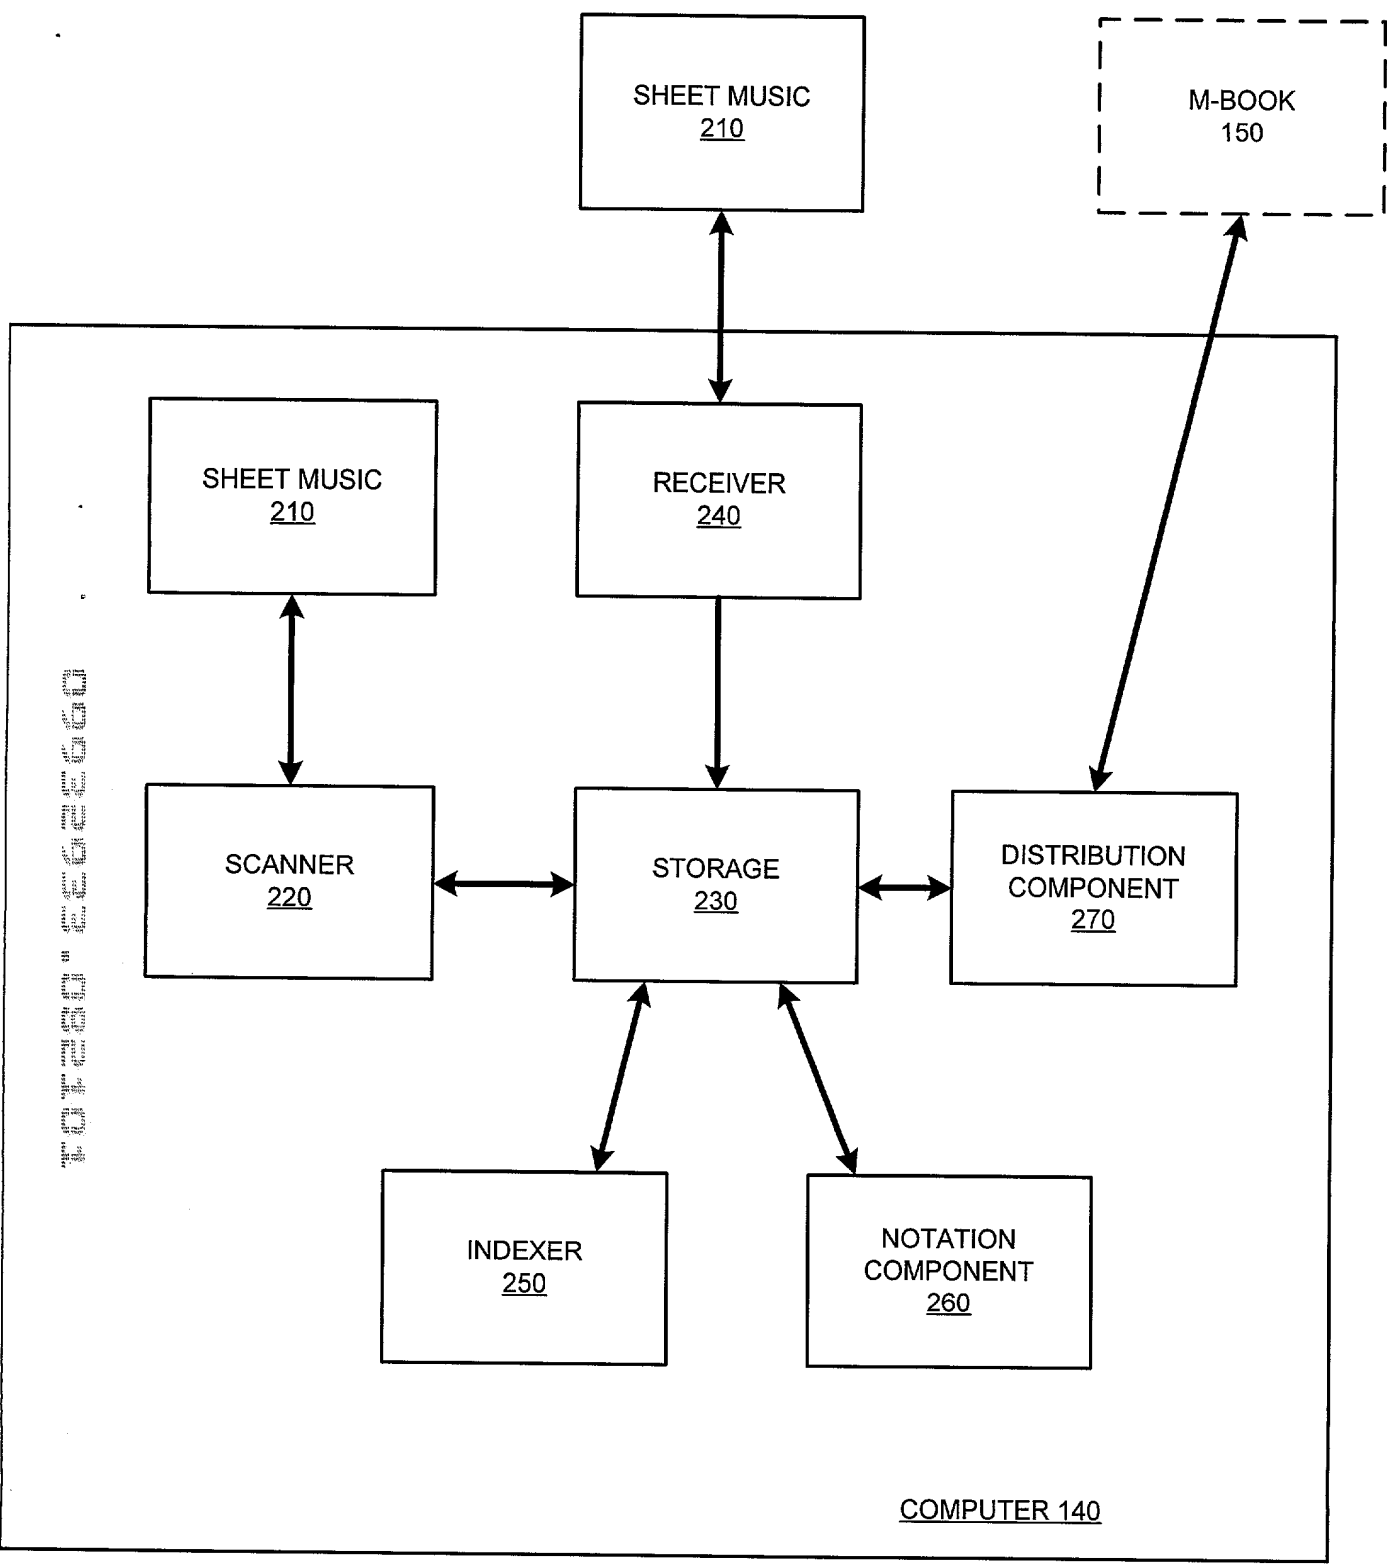 SHEET MUSIC
210
M-BOOK
150
SHEET MUSIC
210
RECEIVER
240
SCANNER
220
STORAGE
230
DISTRIBUTION
COMPONENT
270
INDEXER
250
NOTATION
COMPONENT
260
COMPUTER 140